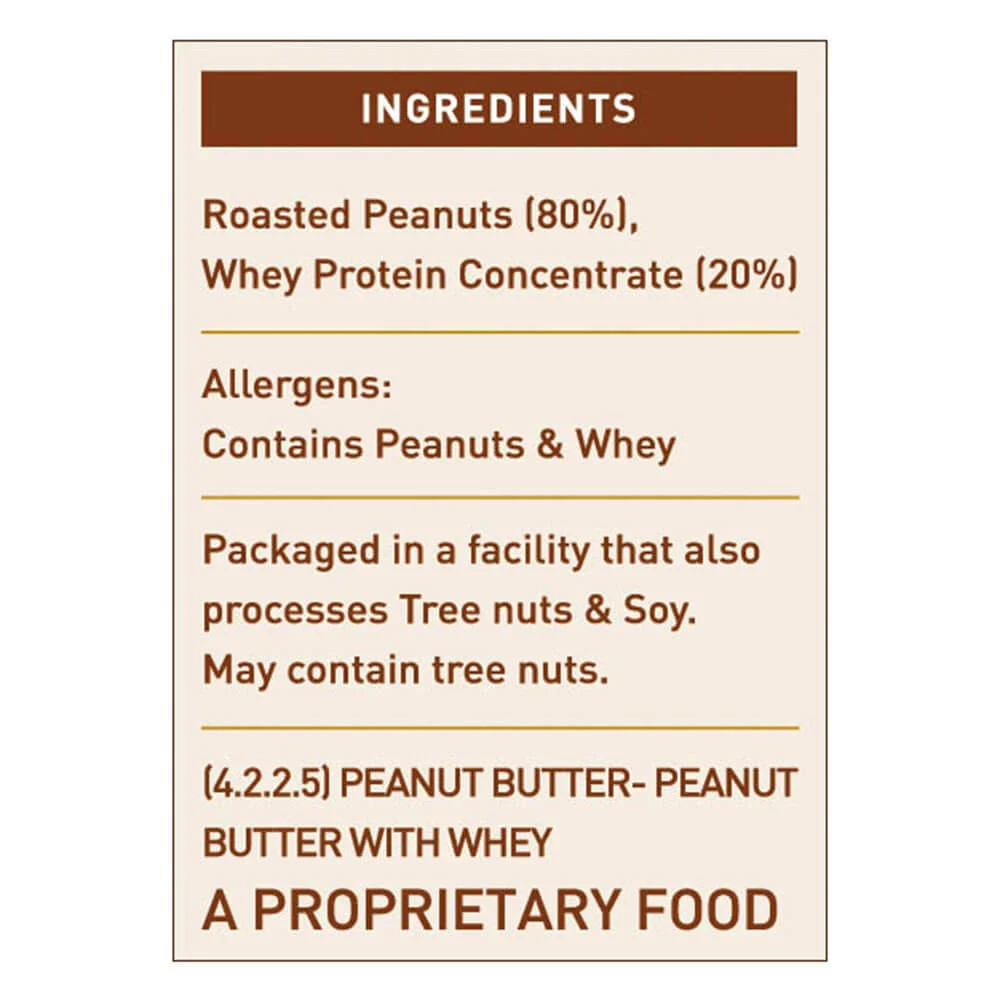 INGREDIENTS
Roasted Peanuts (80%),
Whey Protein Concentrate (20%)
Allergens:
Contains Peanuts & Whey
Packaged in a facility that also
processes Tree nuts & Soy.
May contain tree nuts.
(4.2.2.5) PEANUT BUTTER- PEANUT
BUTTER WITH WHEY
A PROPRIETARY FOOD